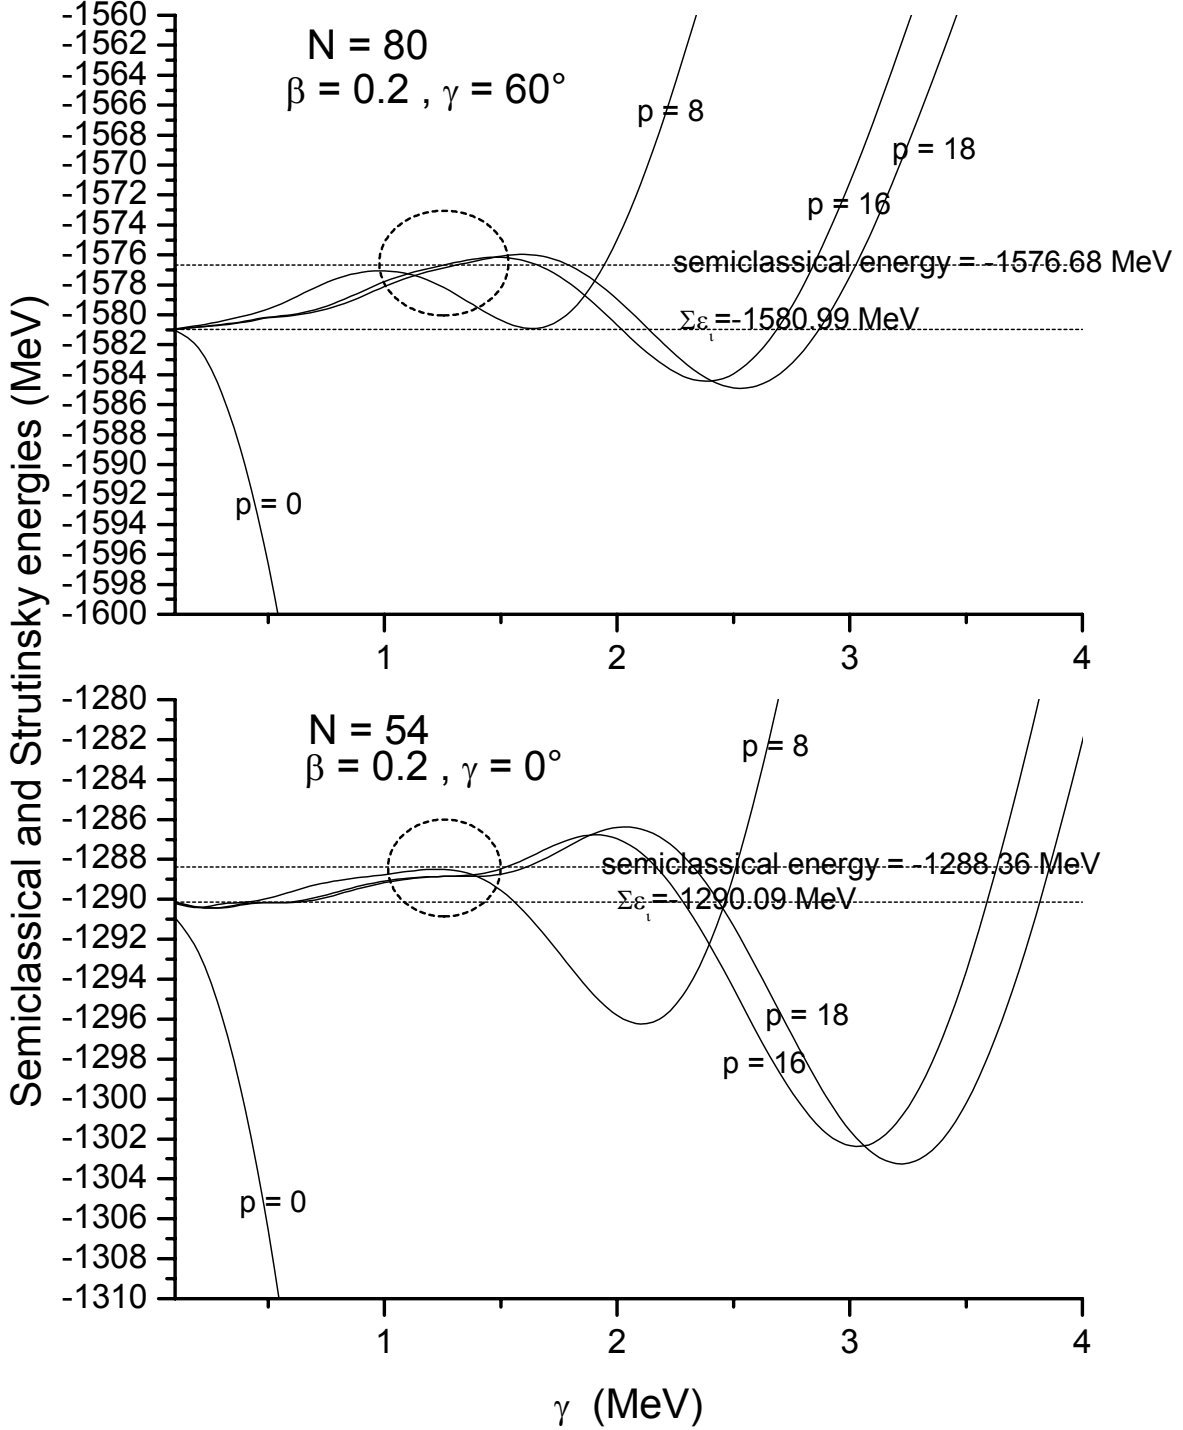 Semiclassical and Strutinsky energies (MeV)
-1560
-1562
-1564
-1566
-1568
-1570
-1572
-1574
-1576
-1578
-1580
-1582
-1584
-1586
-1588
-1590
-1592
-1594
-1596
-1598
-1600
N = 80
β = 0.2 , γ = 60°
p = 8
p = 18
p = 16
semiclassical energy = -1576.68 MeV
Σει=-1580.99 MeV
p = 0
1 2 3 4
-1280
-1282
-1284
-1286
-1288
-1290
-1292
-1294
-1296
-1298
-1300
-1302
-1304
-1306
-1308
-1310
N = 54
β = 0.2 , γ = 0°
p = 8
semiclassical energy = -1288.36 MeV
Σει=-1290.09 MeV
p = 18
p = 16
p = 0
1 2 3 4
γ (MeV)